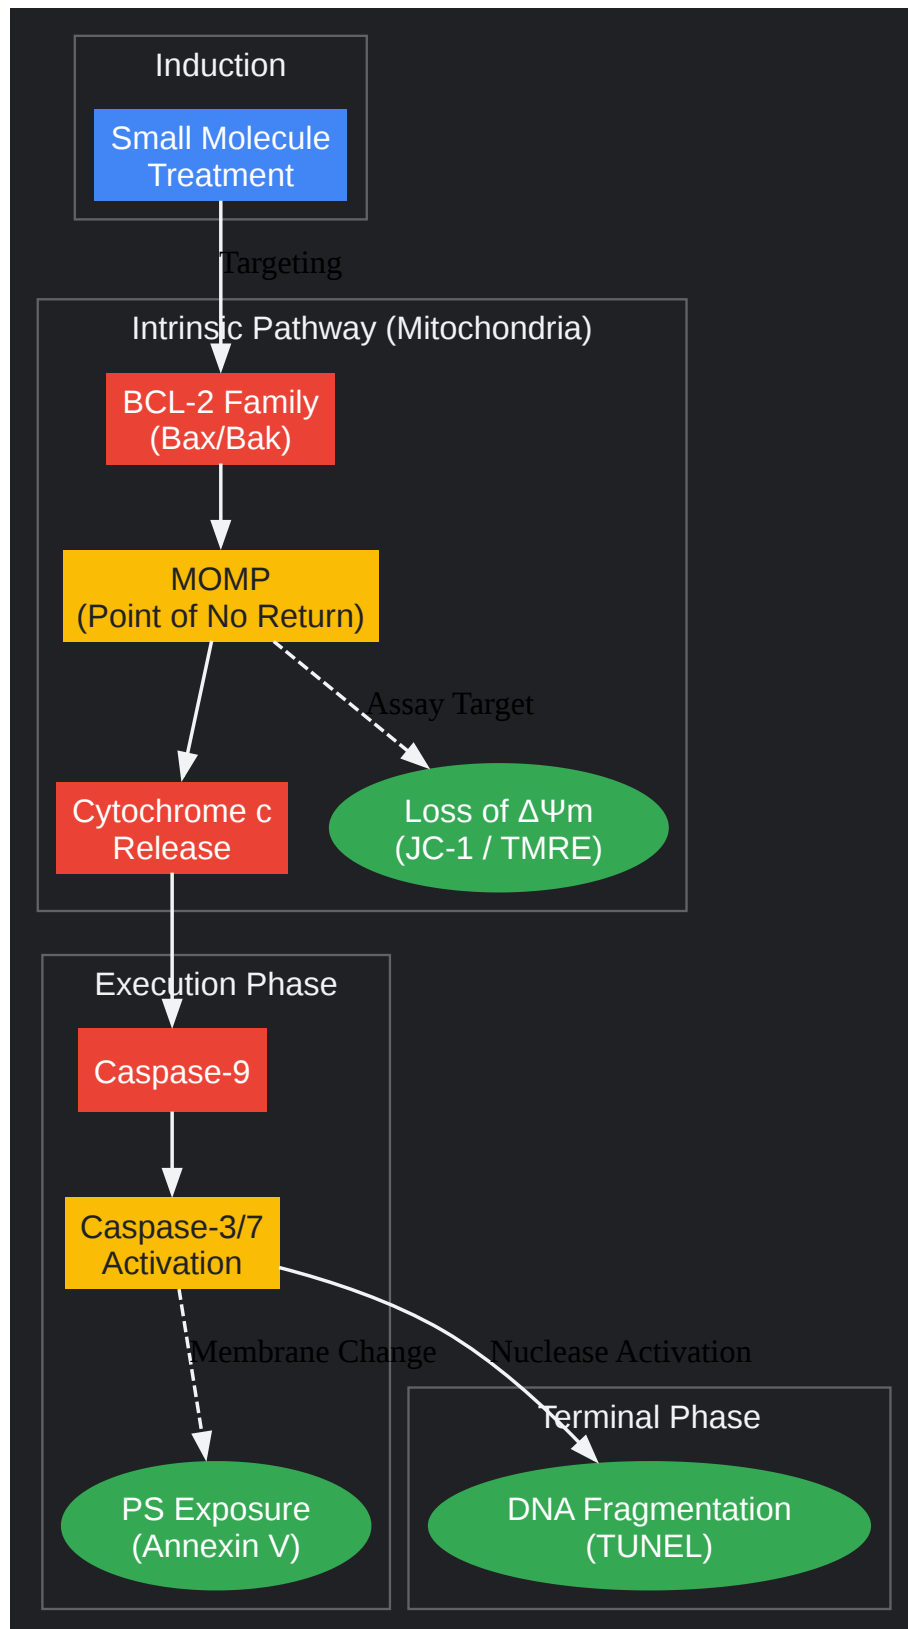 Induction
Small Molecule
Treatment
Targeting
Intrinsic Pathway (Mitochondria)
BCL-2 Family
(Bax/Bak)
MOMP
(Point of No Return)
Assay Target
Cytochrome c
Release
Loss of ΔΨm
(JC-1 / TMRE)
Execution Phase
Caspase-9
Caspase-3/7
Activation
Membrane Change
Nuclease Activation
Terminal Phase
PS Exposure
(Annexin V)
DNA Fragmentation
(TUNEL)